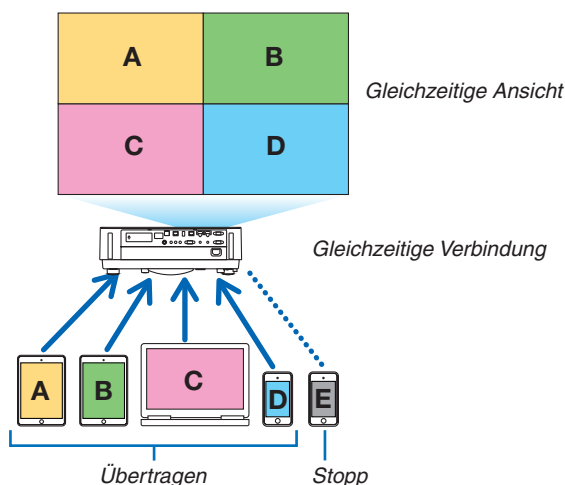 A B
Gleichzeitige Ansicht
C D
Gleichzeitige Verbindung
A B C D E
Übertragen Stopp